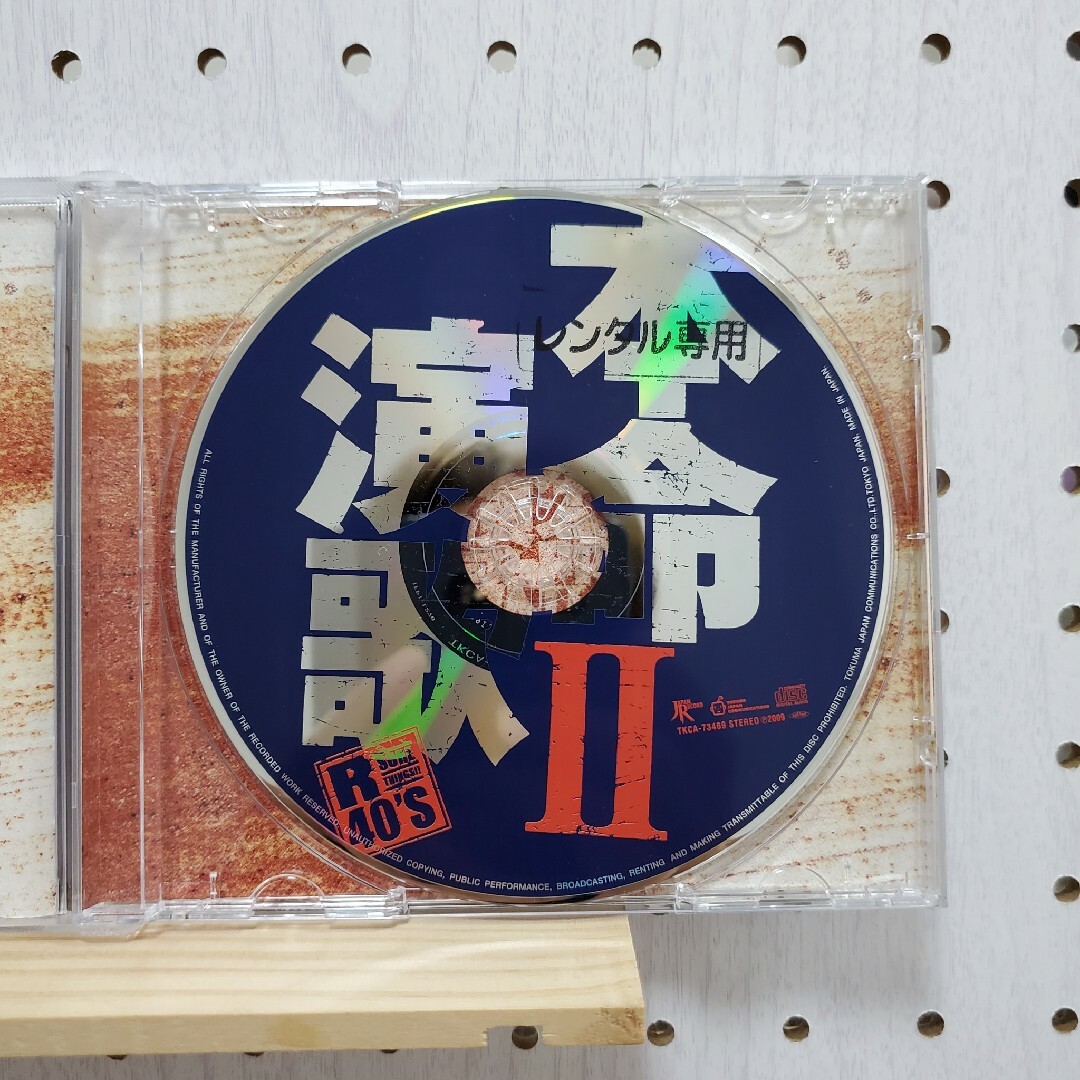 本命
演歌
II
レンタル専用
R40'S
SURE THINGS!!
TKCA-73469 STEREO ℗2009
ALL RIGHTS OF THE MANUFACTURER AND OF THE OWNER OF THE RECORDED WORK RESERVED. UNAUTHORIZED COPYING, PUBLIC PERFORMANCE, BROADCASTING, RENTING AND MAKING TRANSMITTABLE OF THIS DISC PROHIBITED. TOKUMA JAPAN COMMUNICATIONS CO.,LTD.TOKYO JAPAN. MADE IN JAPAN.